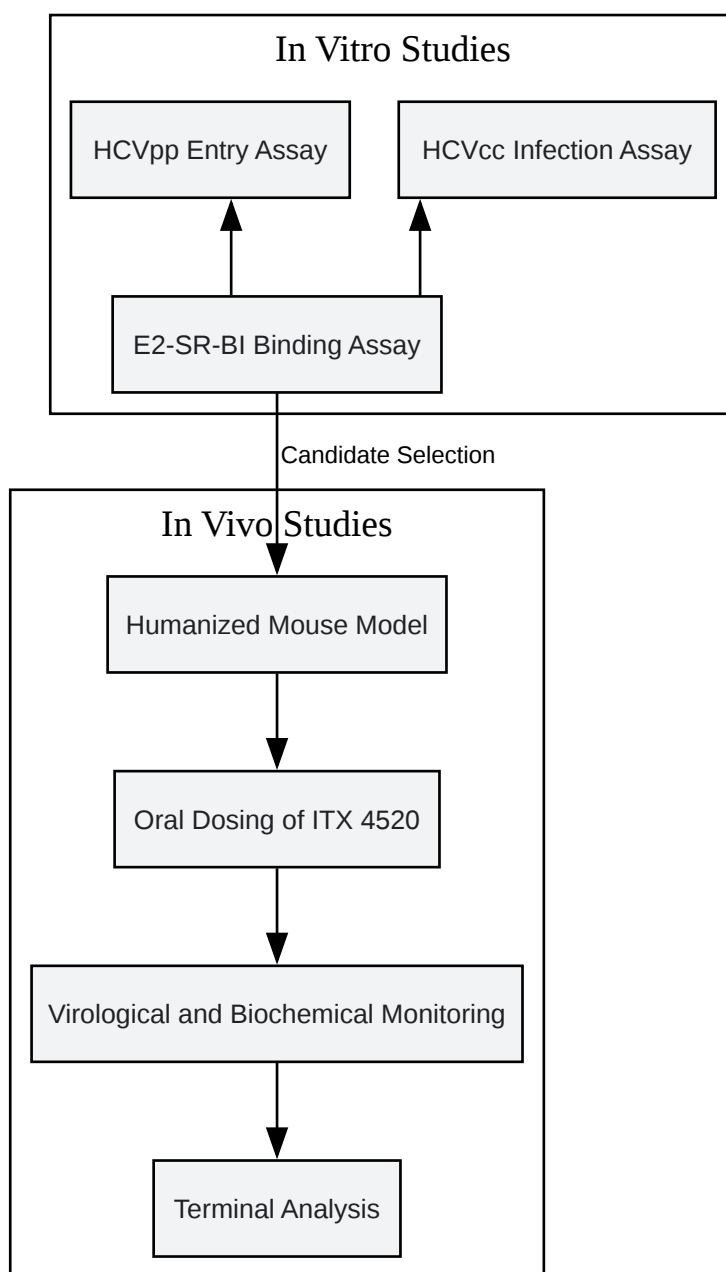 In Vitro Studies
HCVpp Entry Assay
HCVcc Infection Assay
E2-SR-BI Binding Assay
Candidate Selection
In Vivo Studies
Humanized Mouse Model
Oral Dosing of ITX 4520
Virological and Biochemical Monitoring
Terminal Analysis